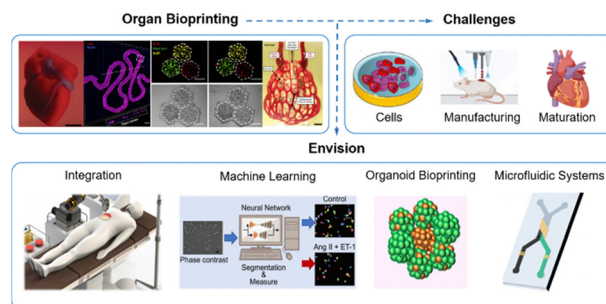 Organ Bioprinting
Challenges
Cells
Manufacturing
Maturation
Envision
Integration
Machine Learning
Organoid Bioprinting
Microfluidic Systems
Neural Network
Control
Phase contrast
Ang II + ET-1
Segmentation
&
Measure